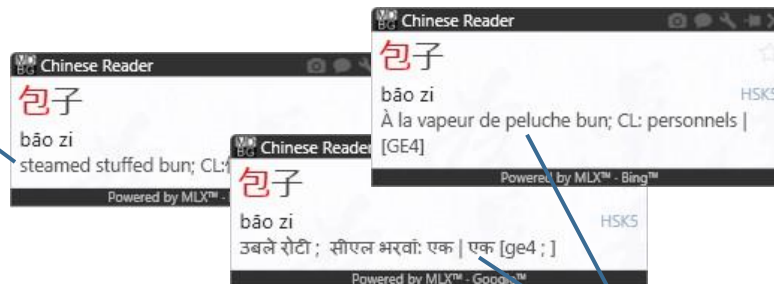 Chinese Reader
包子
bāo zi
steamed stuffed bun; CL:
Powered by MLX™ -
Chinese Reader
包子
bāo zi
HSK5
À la vapeur de peluche bun; CL: personnels |
[GE4]
Powered by MLX™ - Bing™
Chinese Reader
包子
bāo zi
HSK5
उबले रोटी ; सीएल भरवां: एक | एक [ge4 ; ]
Powered by MLX™ - Google™